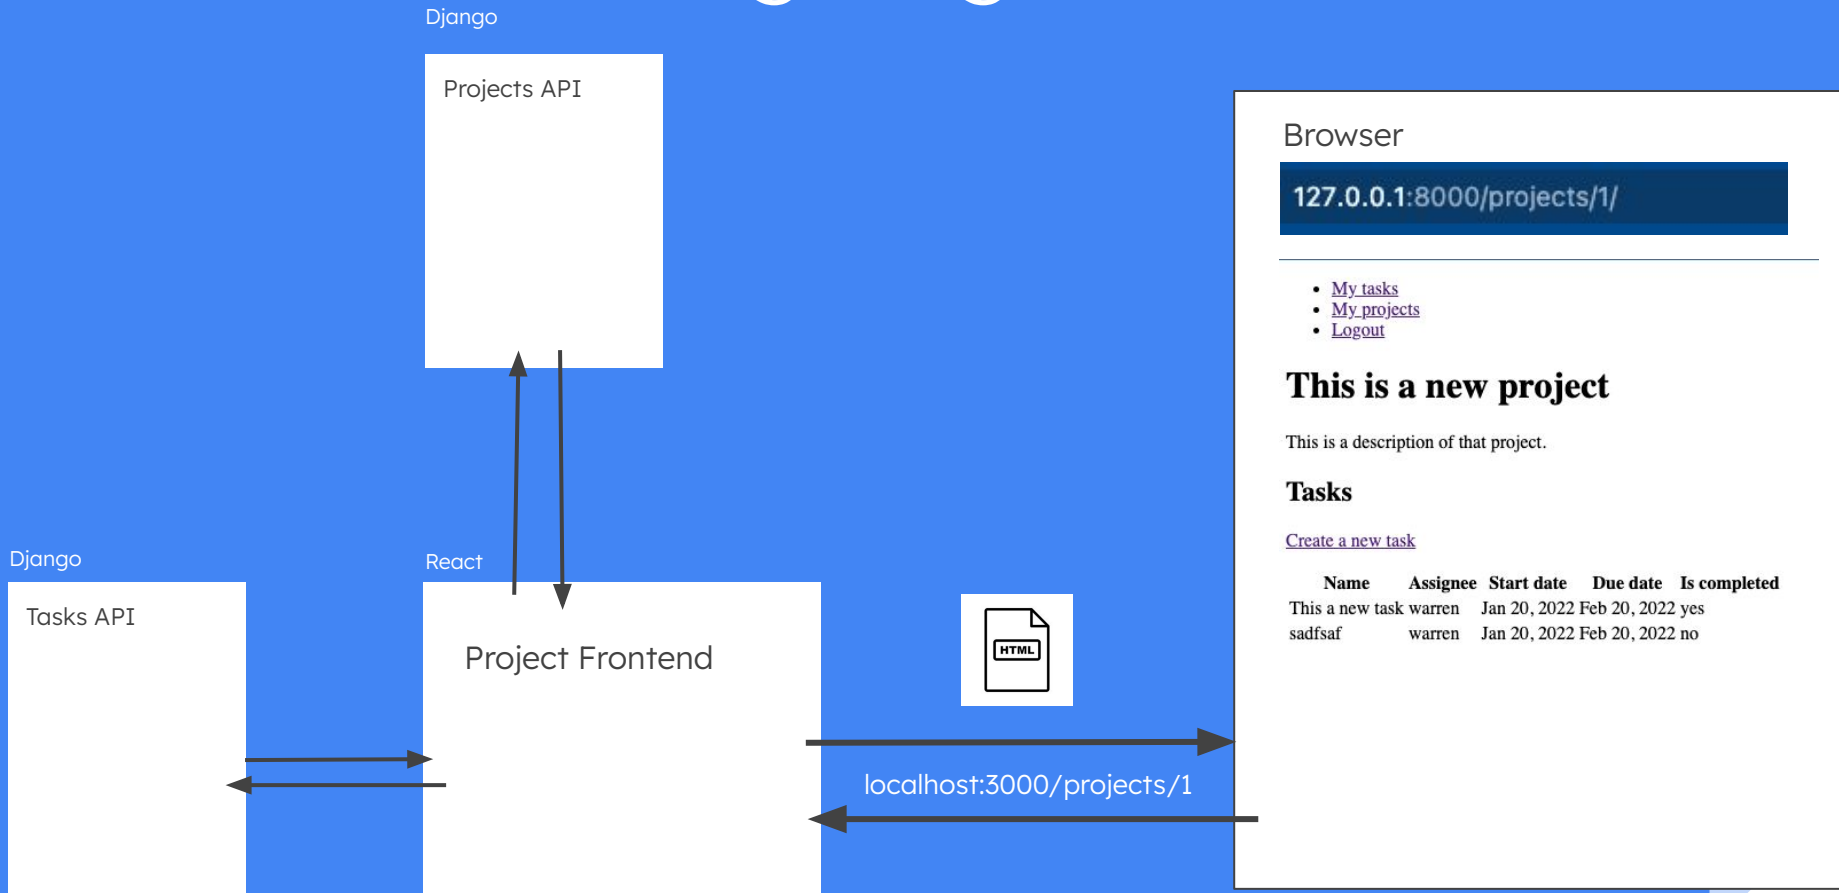 Django
Projects API
Browser
127.0.0.1:8000/projects/1/
My tasks
My projects
Logout
This is a new project
This is a description of that project.
Tasks
Create a new task
Name Assignee Start date Due date Is completed
This a new task warren Jan 20, 2022 Feb 20, 2022 yes
sadfsaf warren Jan 20, 2022 Feb 20, 2022 no
Django
Tasks API
React
Project Frontend
HTML
localhost:3000/projects/1